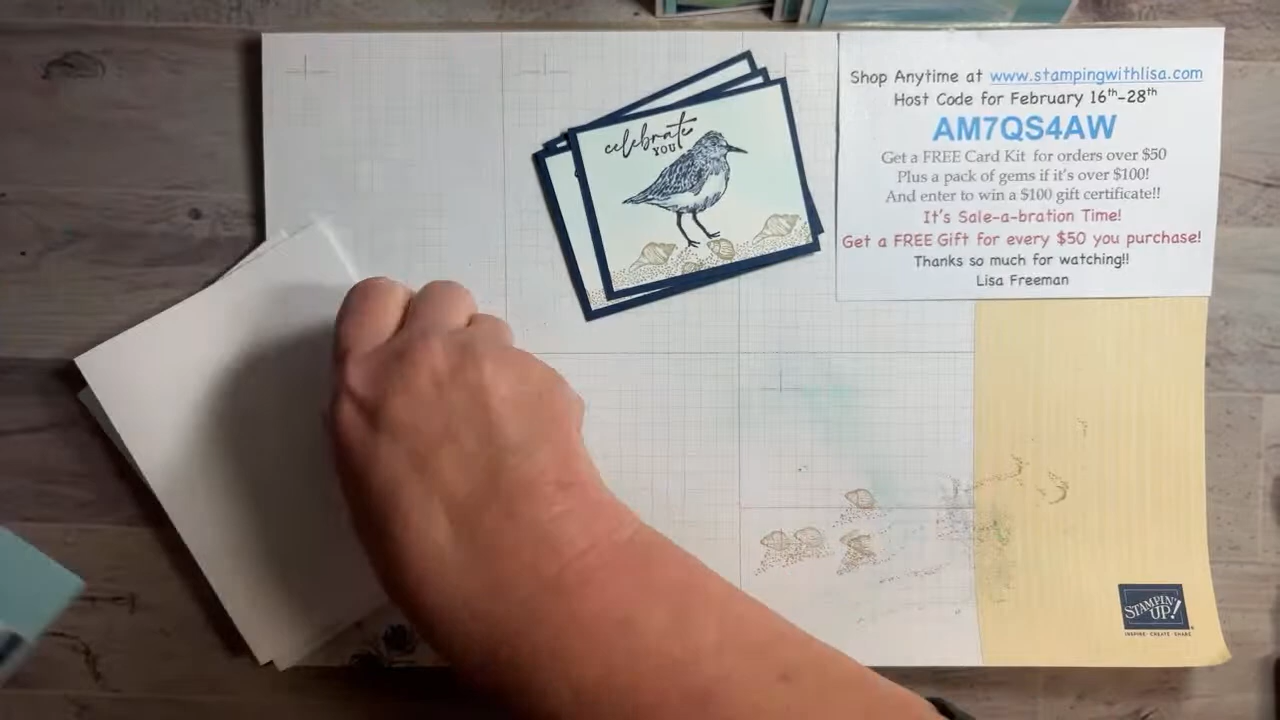 celebrate
YOU
Shop Anytime at www.stampingwithlisa.com
Host Code for February 16th-28th
AM7QS4AW
Get a FREE Card Kit for orders over $50
Plus a pack of gems if it's over $100!
And enter to win a $100 gift certificate!!
It's Sale-a-bration Time!
Get a FREE Gift for every $50 you purchase!
Thanks so much for watching!!
Lisa Freeman
STAMPIN'
UP!
INSPIRE · CREATE · SHARE